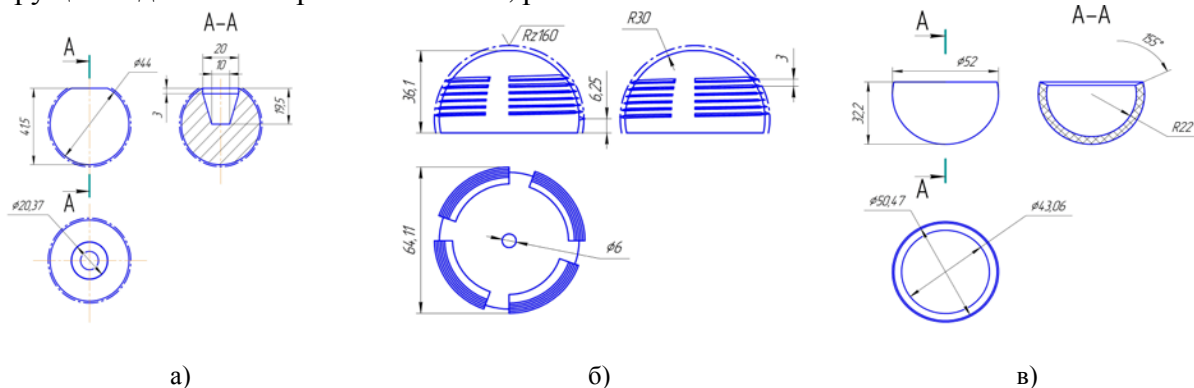 A
A–A
20
10
Ø44
41,5
3
19,5
A
Ø20,37
Rz160
R30
36,1
6,25
3
64,11
Ø6
A
A–A
Ø52
155°
32,2
R22
A
Ø50,47
Ø43,06
а)
б)
в)